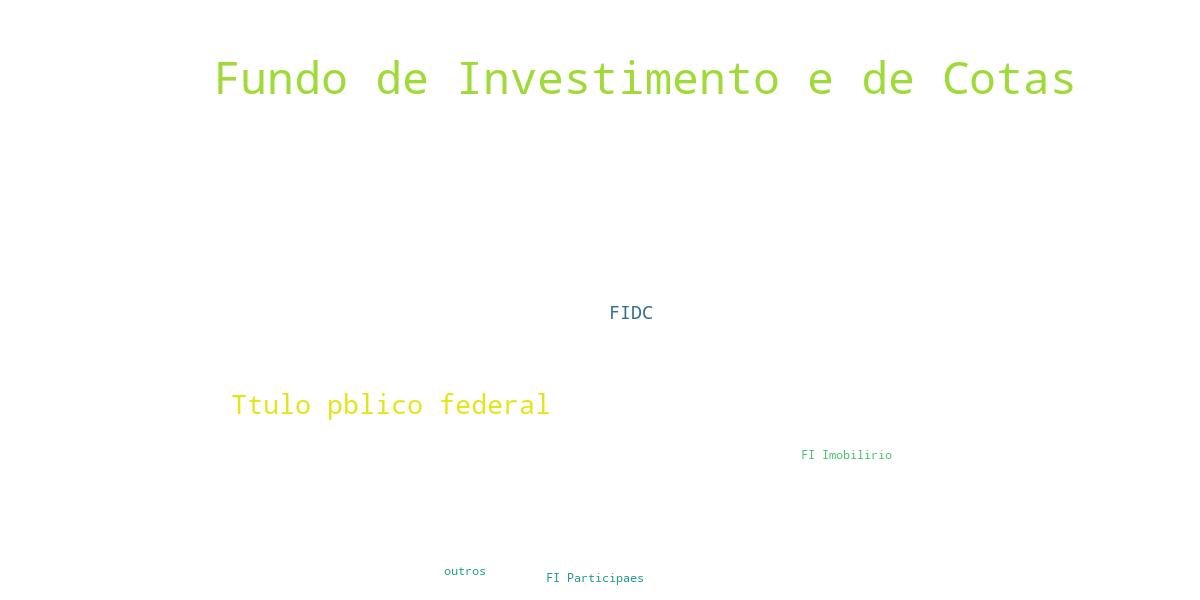 Fundo de Investimento e de Cotas
FIDC
Ttulo pblico federal
FI Imobilirio
outros
FI Participaes